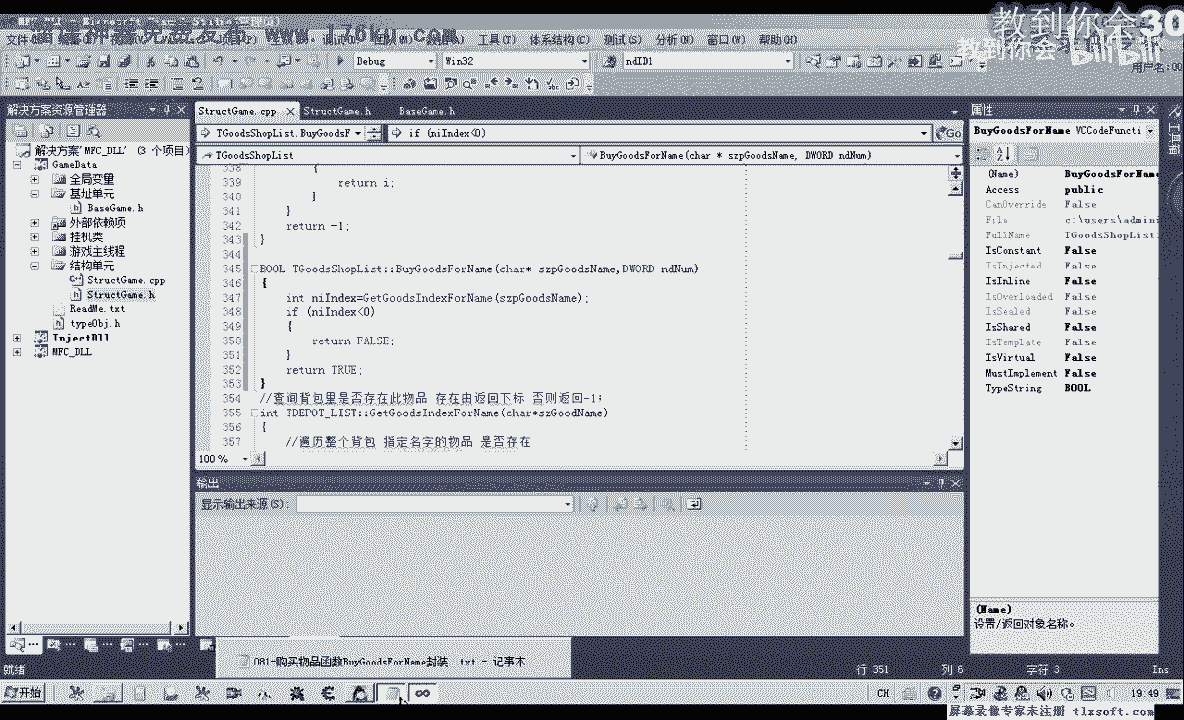 www.176ku.com
教到你会30
教到你会
用户名:00
工具(T) 体系结构(C) 测试(S) 分析(N) 窗口(W) 帮助(H)
Debug Win32 ndID1
解决方案资源管理器
StructGame.cpp StructGame.h BaseGame.h
属性
TGoodsShopList.BuyGoodsF if (niIndex<0) Go
BuyGoodsForName VCCodeFuncti
TGoodsShopList BuyGoodsForName(char * szpGoodsName, DWORD ndNum)
解决方案'MFC_DLL' (3 个项目)
GameData
全局变量
基址单元
BaseGame.h
外部依赖项
挂机类
游戏主线程
结构单元
StructGame.cpp
StructGame.h
ReadMe.txt
typeObj.h
InjectDll
MFC_DLL
338 {
339 return i;
340 }
341 }
342 return -1;
343 }
344
345 BOOL TGoodsShopList::BuyGoodsForName(char* szpGoodsName,DWORD ndNum)
346 {
347 int niIndex=GetGoodsIndexForName(szpGoodsName);
348 if (niIndex<0)
349 {
350 return FALSE;
351 }
352 return TRUE;
353 }
354 //查询背包里是否存在此物品 存在由返回下标 否则返回-1;
355 int TDEPOT_LIST::GetGoodsIndexForName(char*szGoodName)
356 {
357 //遍历整个背包 指定名字的物品 是否存在
100 %
(Name) BuyGoodsForName
Access public
CanOverride False
File c:\users\admin
FullName TGoodsShopList:
IsConstant False
IsInjected False
IsInline False
IsOverloaded False
IsSealed False
IsShared False
IsTemplate False
IsVirtual False
MustImplement False
TypeString BOOL
输出
显示输出来源(S):
(Name)
设置/返回对象名称。
081-购买物品函数BuyGoodsForName封装 .txt - 记事本
就绪
行 351 列 6 字符 3 Ins
开始
CH
19:49
屏幕录像专家未注册 tlxsoft.com